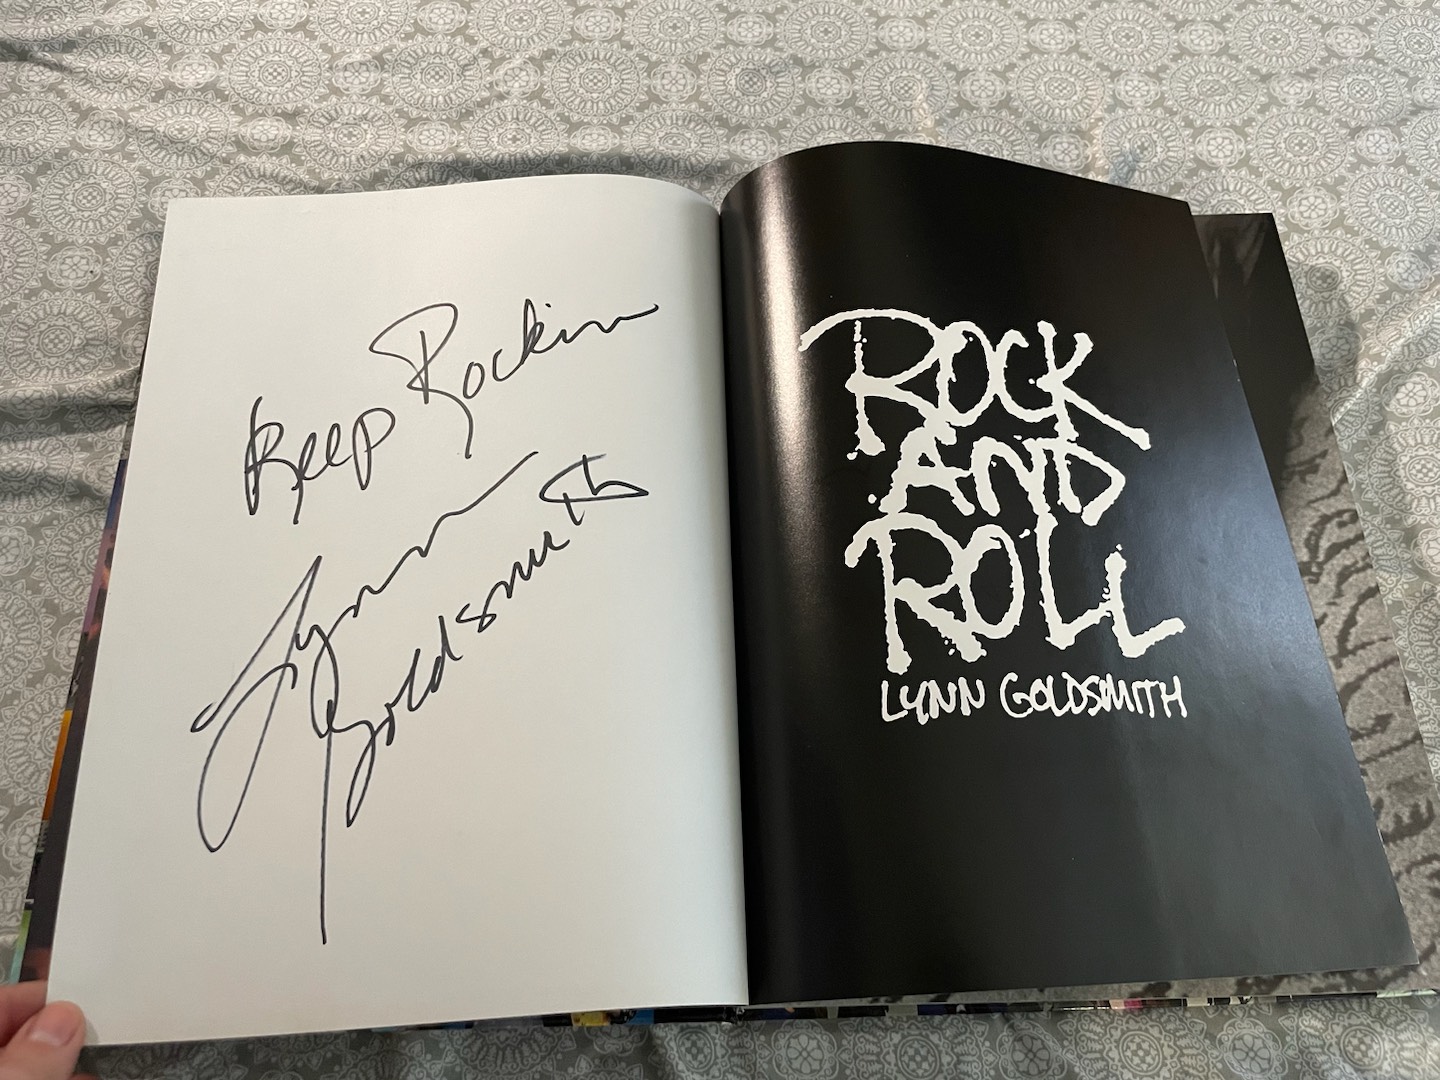 Keep Rockin
Lynn
Goldsmith
ROCK
AND
ROLL
LYNN GOLDSMITH